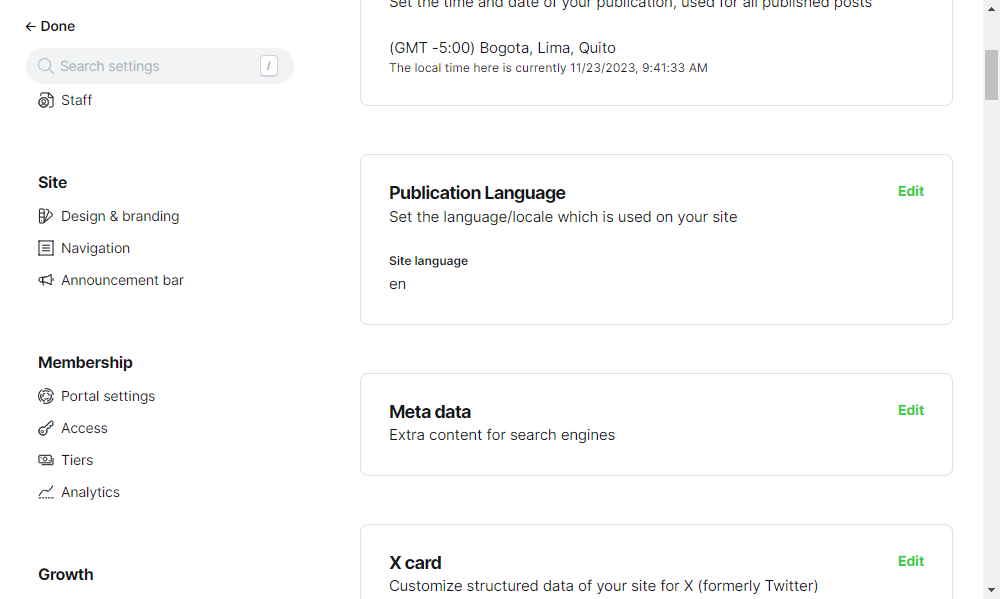 Done
Search settings /
Staff
Site
Design & branding
Navigation
Announcement bar
Membership
Portal settings
Access
Tiers
Analytics
Growth
Set the time and date of your publication, used for all published posts
(GMT -5:00) Bogota, Lima, Quito
The local time here is currently 11/23/2023, 9:41:33 AM
Publication Language
Edit
Set the language/locale which is used on your site
Site language
en
Meta data
Edit
Extra content for search engines
X card
Edit
Customize structured data of your site for X (formerly Twitter)